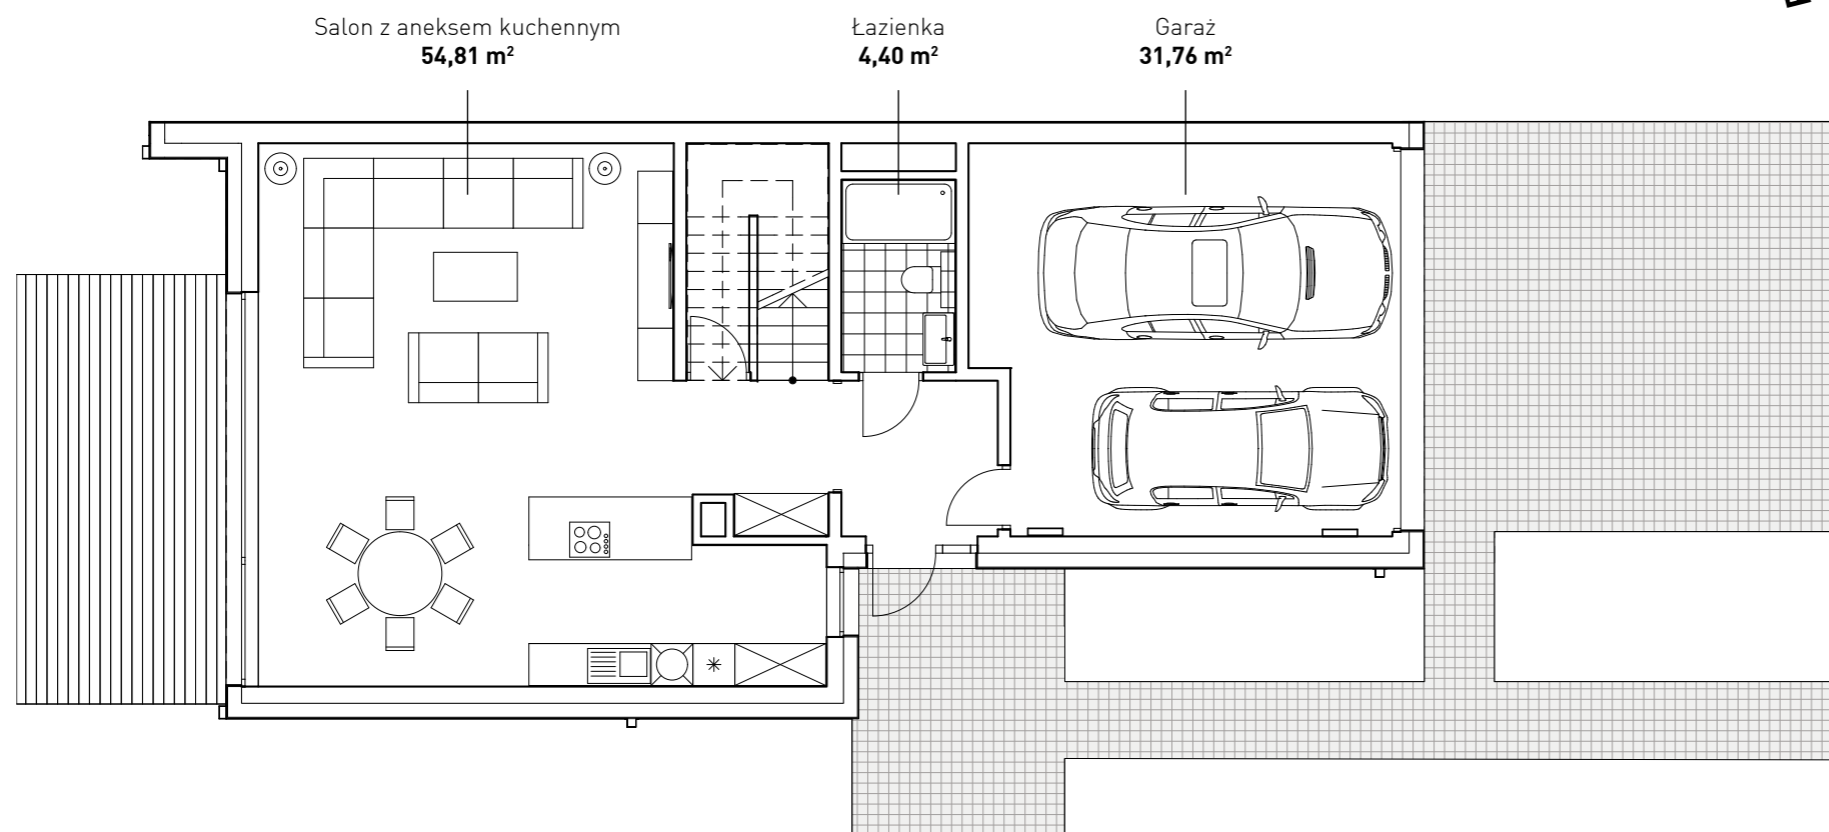 Salon z aneksem kuchennym
54,81 m²
Łazienka
4,40 m²
Garaż
31,76 m²